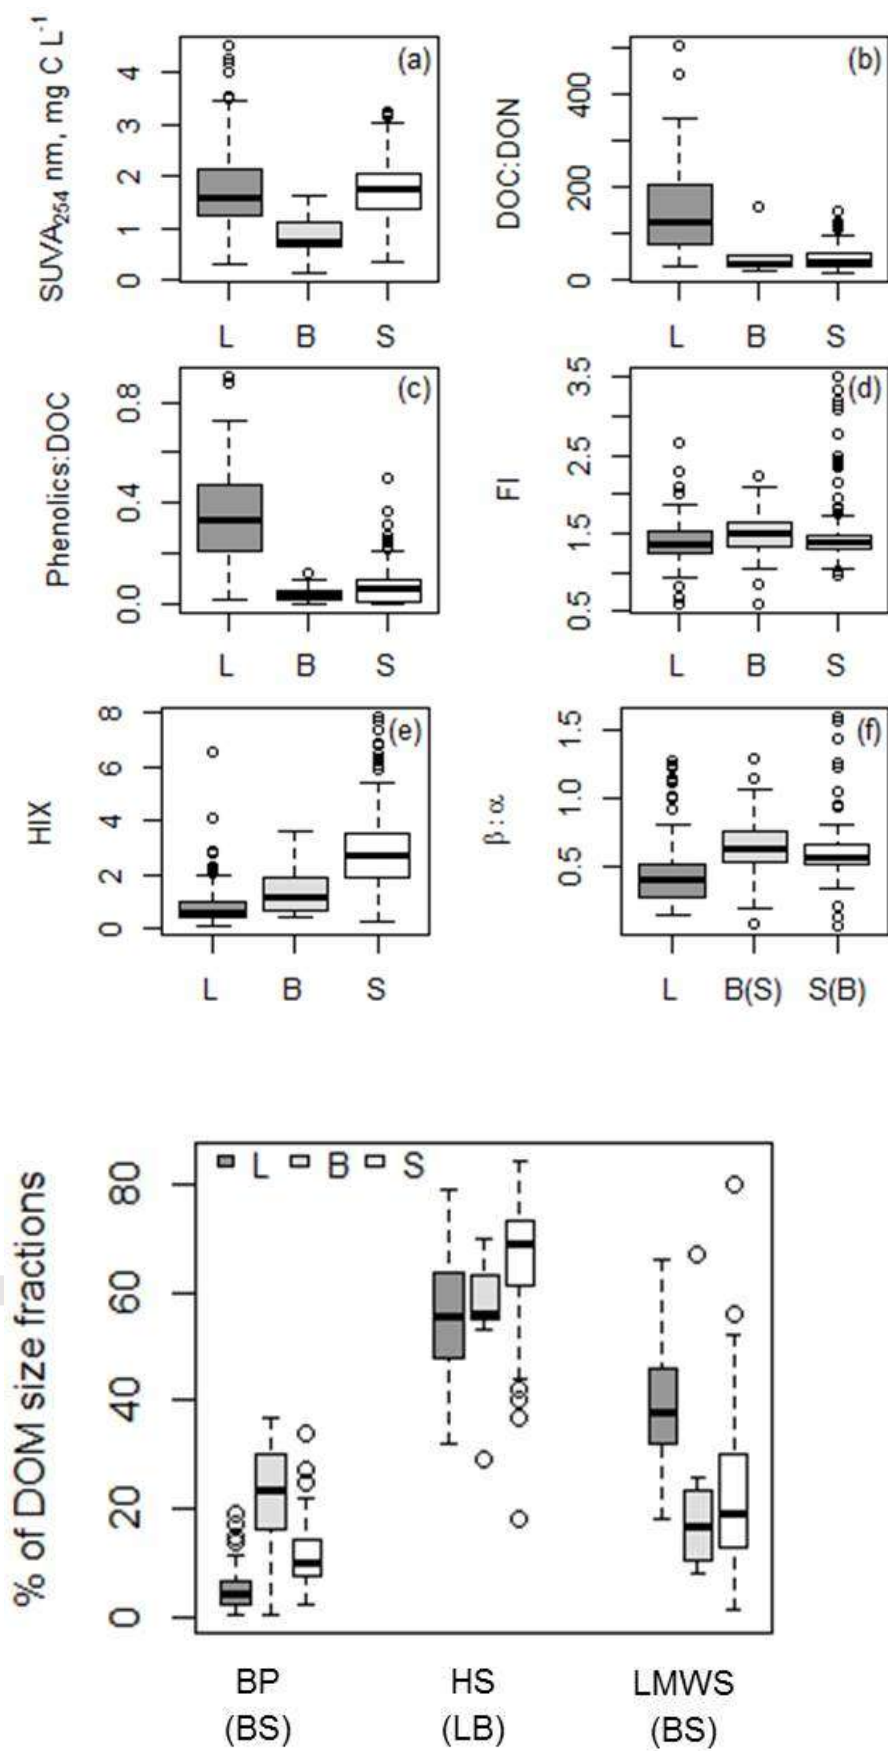 SUVA254 nm, mg C L-1
4
3
2
1
0
(a)
L B S
DOC:DON
400
200
0
(b)
L B S
Phenolics:DOC
0.8
0.4
0.0
(c)
L B S
FI
3.5
2.5
1.5
0.5
(d)
L B S
HIX
8
6
4
2
0
(e)
L B S
β:α
1.5
1.0
0.5
(f)
L B(S) S(B)
% of DOM size fractions
80
60
40
20
0
L B S
BP HS LMWS
(BS) (LB) (BS)